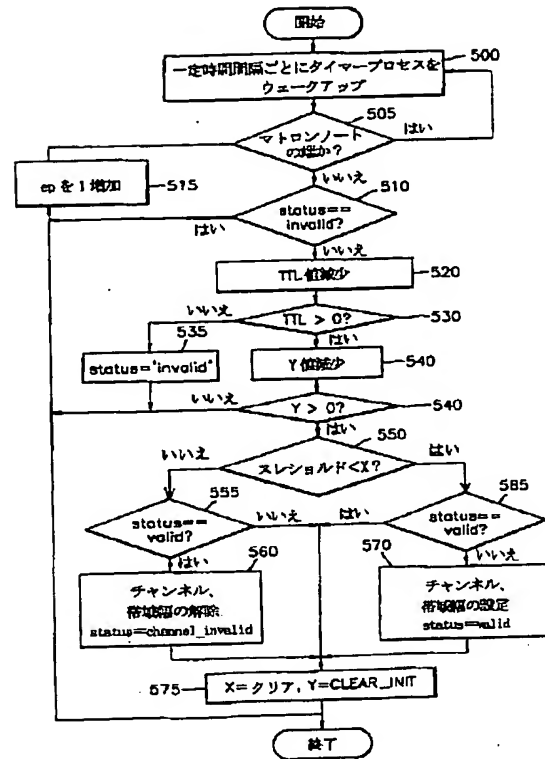 開始
500
一定時間間隔ごとにタイマープロセスを
ウェークアップ
505
マトロンノート
の
か?
はい
515
epを1増加
いいえ
510
status==
invalid?
はい
いいえ
TTL値減少
520
いいえ
TTL > 0?
530
535
はい
status="invalid"
Y値減少
540
いいえ
Y > 0?
540
はい
550
いいえ
スレショルド<X?
はい
555
status==
valid?
いいえ
はい
585
status==
valid?
はい
560
570
いいえ
チャンネル、
帯域幅の解除
status=channel_invalid
チャンネル、
帯域幅の設定
status=valid
575
X=クリア, Y=CLEAR_INIT
終了